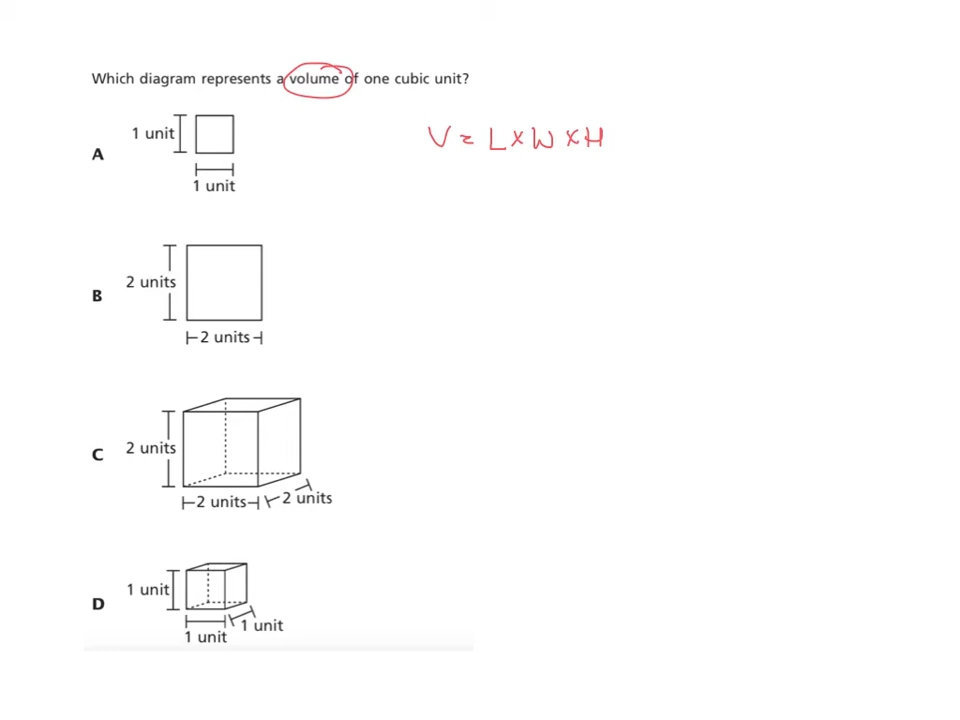 Which diagram represents a volume of one cubic unit?
V = L x W x H
1 unit
A
1 unit
2 units
B
2 units
2 units
C
2 units 2 units
1 unit
D
1 unit
1 unit